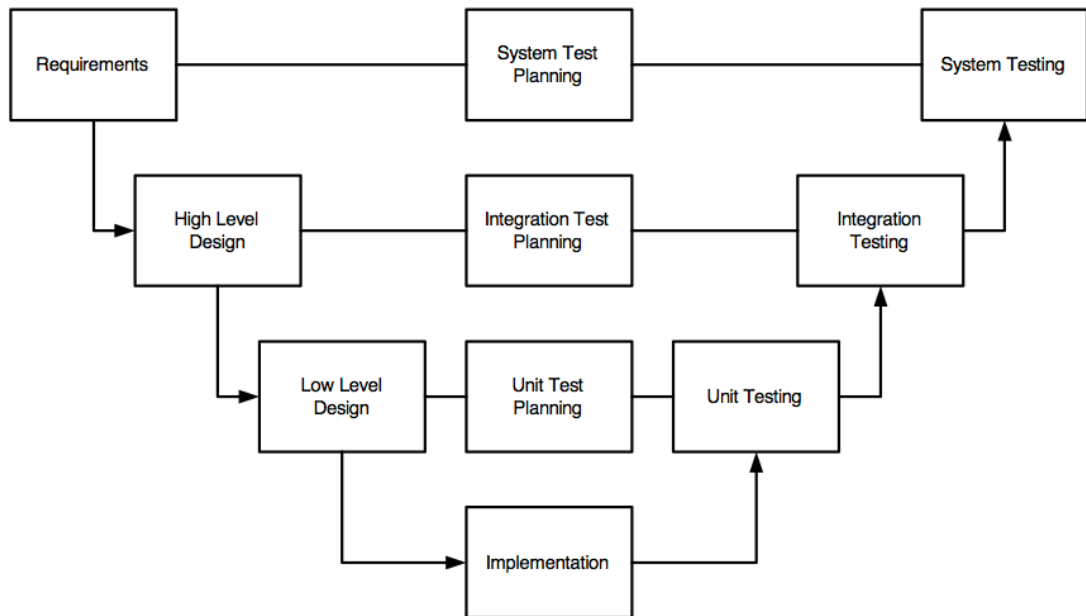 Requirements
System Test
Planning
System Testing
High Level
Design
Integration Test
Planning
Integration
Testing
Low Level
Design
Unit Test
Planning
Unit Testing
Implementation